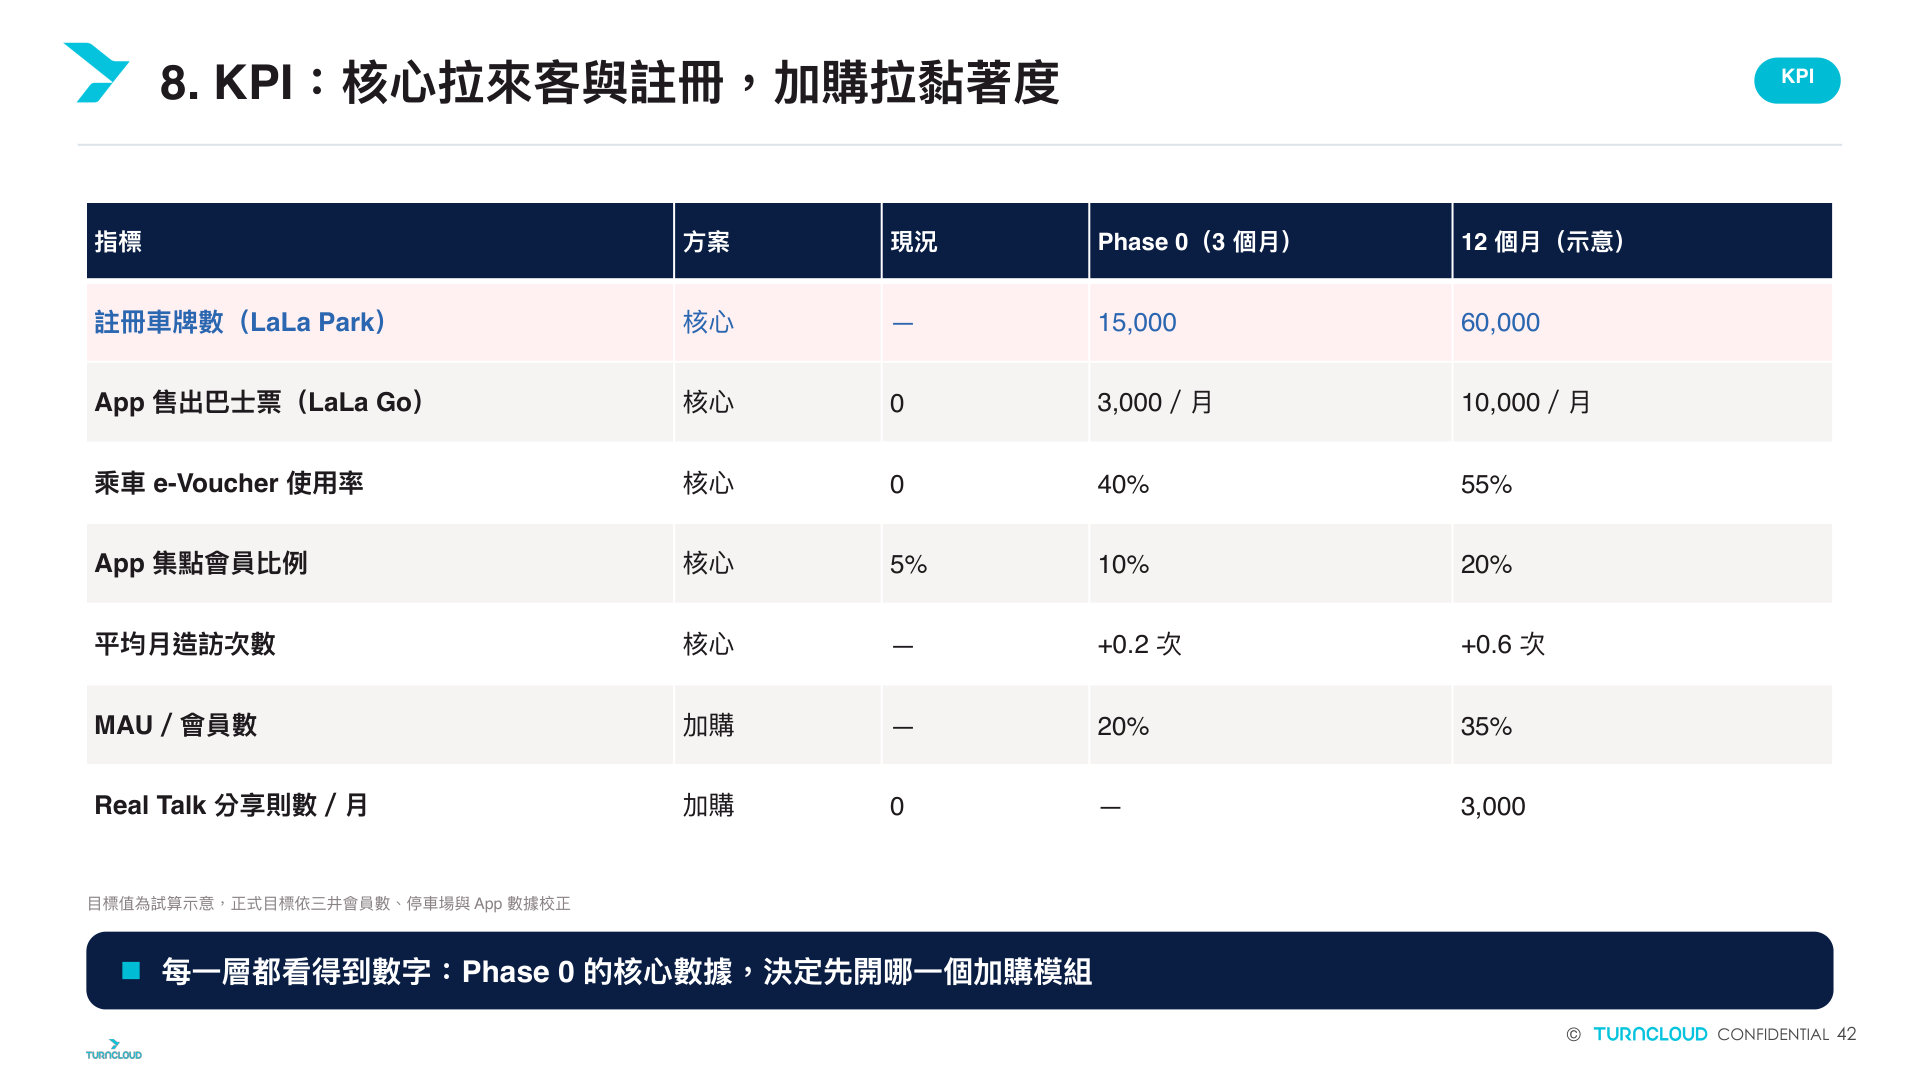 8. KPI：核心拉來客與註冊，加購拉黏著度
KPI
指標 方案 現況 Phase 0（3 個月） 12 個月（示意）
註冊車牌數（LaLa Park） 核心 — 15,000 60,000
App 售出巴士票（LaLa Go） 核心 0 3,000 / 月 10,000 / 月
乘車 e-Voucher 使用率 核心 0 40% 55%
App 集點會員比例 核心 5% 10% 20%
平均月造訪次數 核心 — +0.2 次 +0.6 次
MAU / 會員數 加購 — 20% 35%
Real Talk 分享則數 / 月 加購 0 — 3,000
目標值為試算示意，正式目標依三井會員數、停車場與 App 數據校正
每一層都看得到數字：Phase 0 的核心數據，決定先開哪一個加購模組
© TURNCLOUD CONFIDENTIAL 42
TURNCLOUD